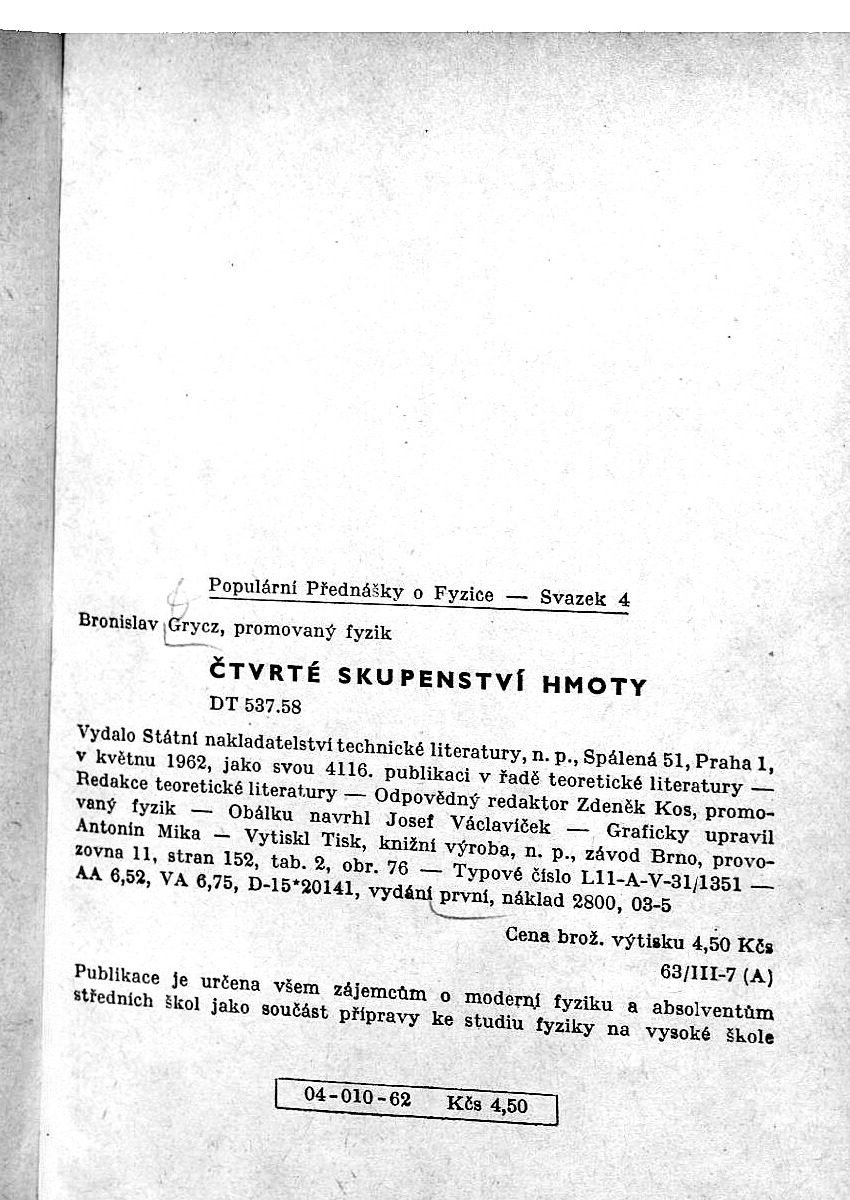 Populární Přednášky o Fyzice — Svazek 4
Bronislav Grycz, promovaný fyzik
ČTVRTÉ SKUPENSTVÍ HMOTY
DT 537.58
Vydalo Státní nakladatelství technické literatury, n. p., Spálená 51, Praha 1,
v květnu 1962, jako svou 4116. publikaci v řadě teoretické literatury —
Redakce teoretické literatury — Odpovědný redaktor Zdeněk Kos, promo-
vaný fyzik — Obálku navrhl Josef Václavíček — Graficky upravil
Antonín Mika — Vytiskl Tisk, knižní výroba, n. p., závod Brno, provo-
zovna 11, stran 152, tab. 2, obr. 76 — Typové číslo L11-A-V-31/1351 —
AA 6,52, VA 6,75, D-15*20141, vydání první, náklad 2800, 03-5
Cena brož. výtisku 4,50 Kčs
63/III-7 (A)
Publikace je určena všem zájemcům o moderní fyziku a absolventům
středních škol jako součást přípravy ke studiu fyziky na vysoké škole
04-010-62 Kčs 4,50